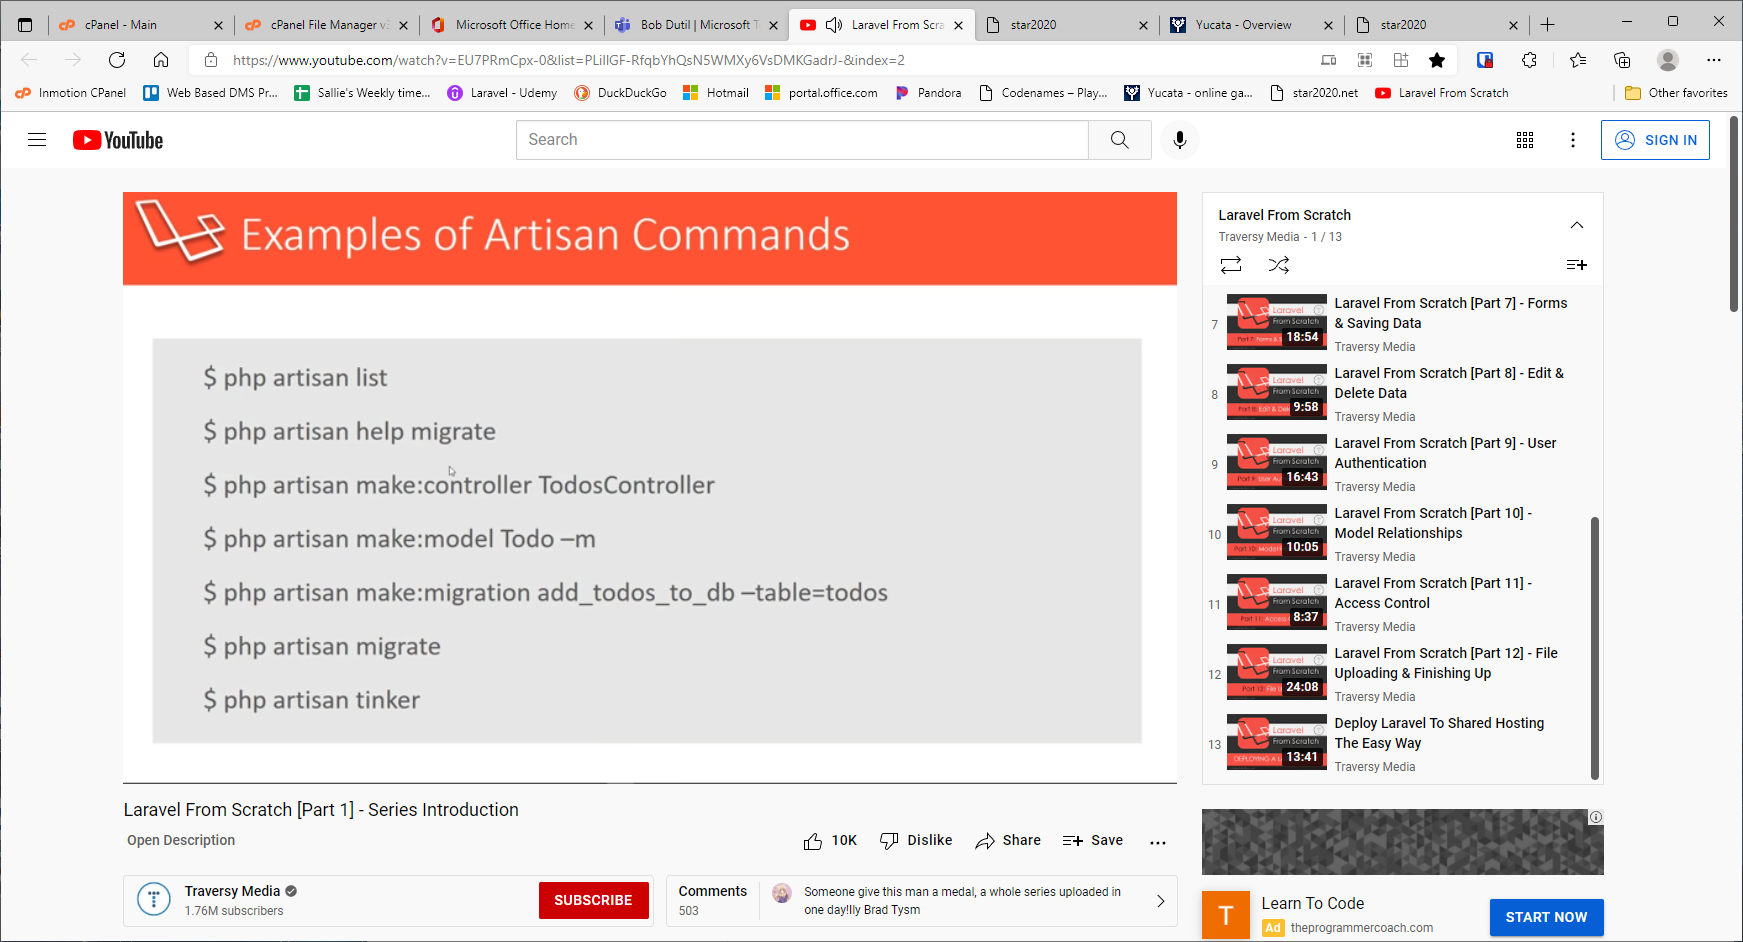 cPanel - Main
cPanel File Manager v
Microsoft Office Home
Bob Dutil | Microsoft T
Laravel From Scra
star2020
Yucata - Overview
star2020
https://www.youtube.com/watch?v=EU7PRmCpx-0&list=PLillGF-RfqbYhQsN5WMXy6VsDMKGadrJ-&index=2
Inmotion CPanel
Web Based DMS Pr...
Sallie's Weekly time...
Laravel - Udemy
DuckDuckGo
Hotmail
portal.office.com
Pandora
Codenames – Play...
Yucata - online ga...
star2020.net
Laravel From Scratch
Other favorites
YouTube
Search
SIGN IN
Examples of Artisan Commands
$ php artisan list
$ php artisan help migrate
$ php artisan make:controller TodosController
$ php artisan make:model Todo –m
$ php artisan make:migration add_todos_to_db –table=todos
$ php artisan migrate
$ php artisan tinker
Laravel From Scratch [Part 1] - Series Introduction
Open Description
10K
Dislike
Share
Save
Traversy Media
1.76M subscribers
SUBSCRIBE
Comments
503
Someone give this man a medal, a whole series uploaded in
one day!Ily Brad Tysm
Laravel From Scratch
Traversy Media - 1 / 13
7
18:54
Laravel From Scratch [Part 7] - Forms
& Saving Data
Traversy Media
8
9:58
Laravel From Scratch [Part 8] - Edit &
Delete Data
Traversy Media
9
16:43
Laravel From Scratch [Part 9] - User
Authentication
Traversy Media
10
10:05
Laravel From Scratch [Part 10] -
Model Relationships
Traversy Media
11
8:37
Laravel From Scratch [Part 11] -
Access Control
Traversy Media
12
24:08
Laravel From Scratch [Part 12] - File
Uploading & Finishing Up
Traversy Media
13
13:41
Deploy Laravel To Shared Hosting
The Easy Way
Traversy Media
T
Learn To Code
Ad theprogrammercoach.com
START NOW